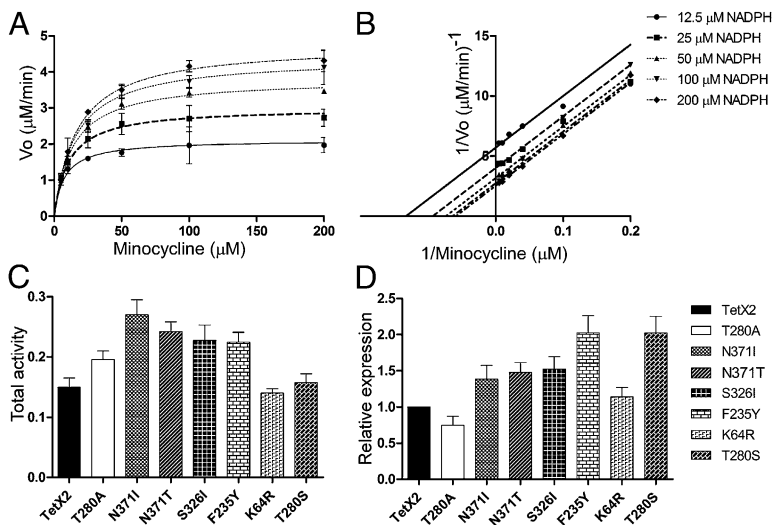 A
Vo (μM/min)
5
4
3
2
1
0
0
50
100
150
200
Minocycline (μM)
B
1/Vo (μM/min)⁻¹
15
10
5
0.0
0.1
0.2
1/Minocycline (μM)
12.5 μM NADPH
25 μM NADPH
50 μM NADPH
100 μM NADPH
200 μM NADPH
C
Total activity
0.3
0.2
0.1
0.0
TetX2
T280A
N371I
N371T
S326I
F235Y
K64R
T280S
D
Relative expression
2.5
2.0
1.5
1.0
0.5
0.0
TetX2
T280A
N371I
N371T
S326I
F235Y
K64R
T280S
TetX2
T280A
N371I
N371T
S326I
F235Y
K64R
T280S